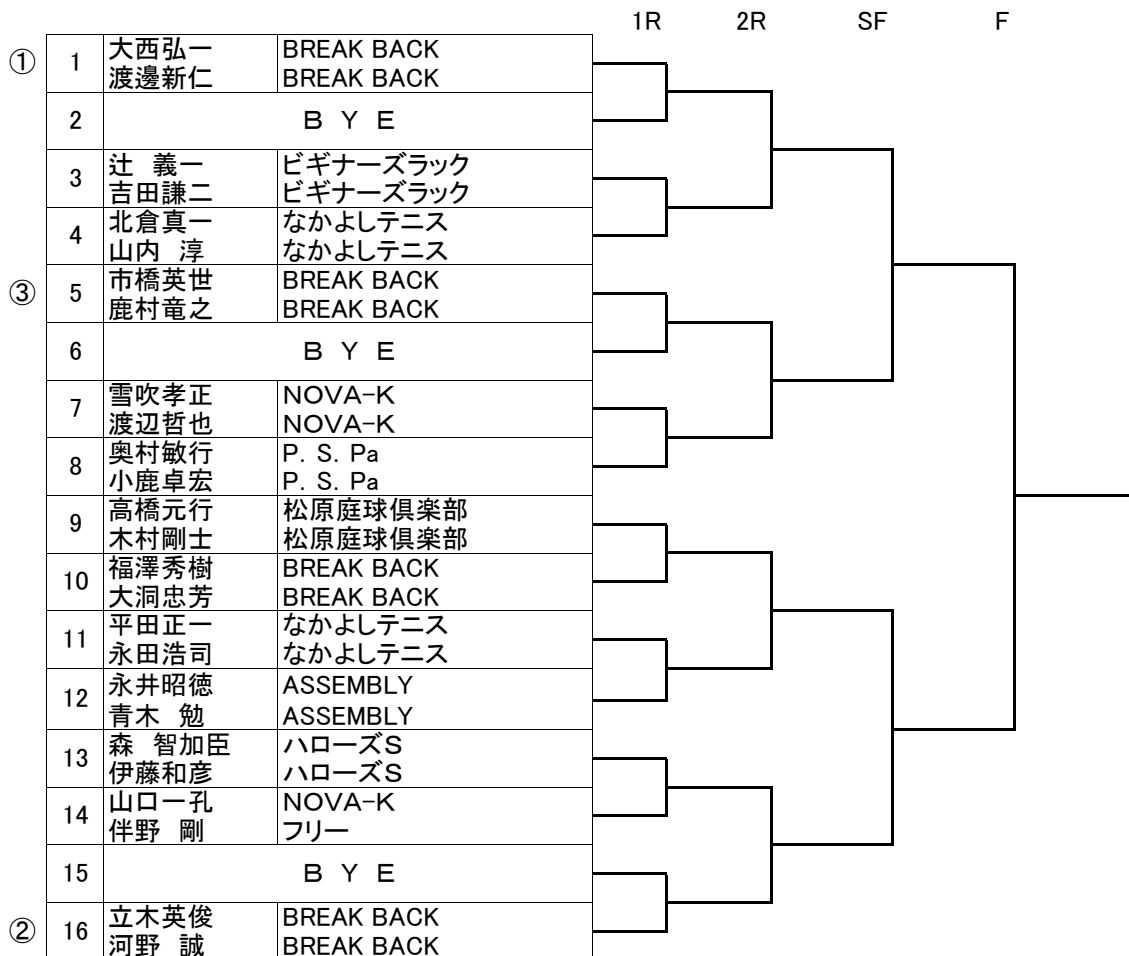 1R 2R SF F
① 1 大西弘一 BREAK BACK
渡邊新仁 BREAK BACK
2 B Y E
3 辻 義一 ビギナーズラック
吉田謙二 ビギナーズラック
4 北倉真一 なかよしテニス
山内 淳 なかよしテニス
③ 5 市橋英世 BREAK BACK
鹿村竜之 BREAK BACK
6 B Y E
7 雪吹孝正 NOVA-K
渡辺哲也 NOVA-K
8 奥村敏行 P. S. Pa
小鹿卓宏 P. S. Pa
9 高橋元行 松原庭球倶楽部
木村剛士 松原庭球倶楽部
10 福澤秀樹 BREAK BACK
大洞忠芳 BREAK BACK
11 平田正一 なかよしテニス
永田浩司 なかよしテニス
12 永井昭徳 ASSEMBLY
青木 勉 ASSEMBLY
13 森 智加臣 ハローズS
伊藤和彦 ハローズS
14 山口一孔 NOVA-K
伴野 剛 フリー
15 B Y E
② 16 立木英俊 BREAK BACK
河野 誠 BREAK BACK